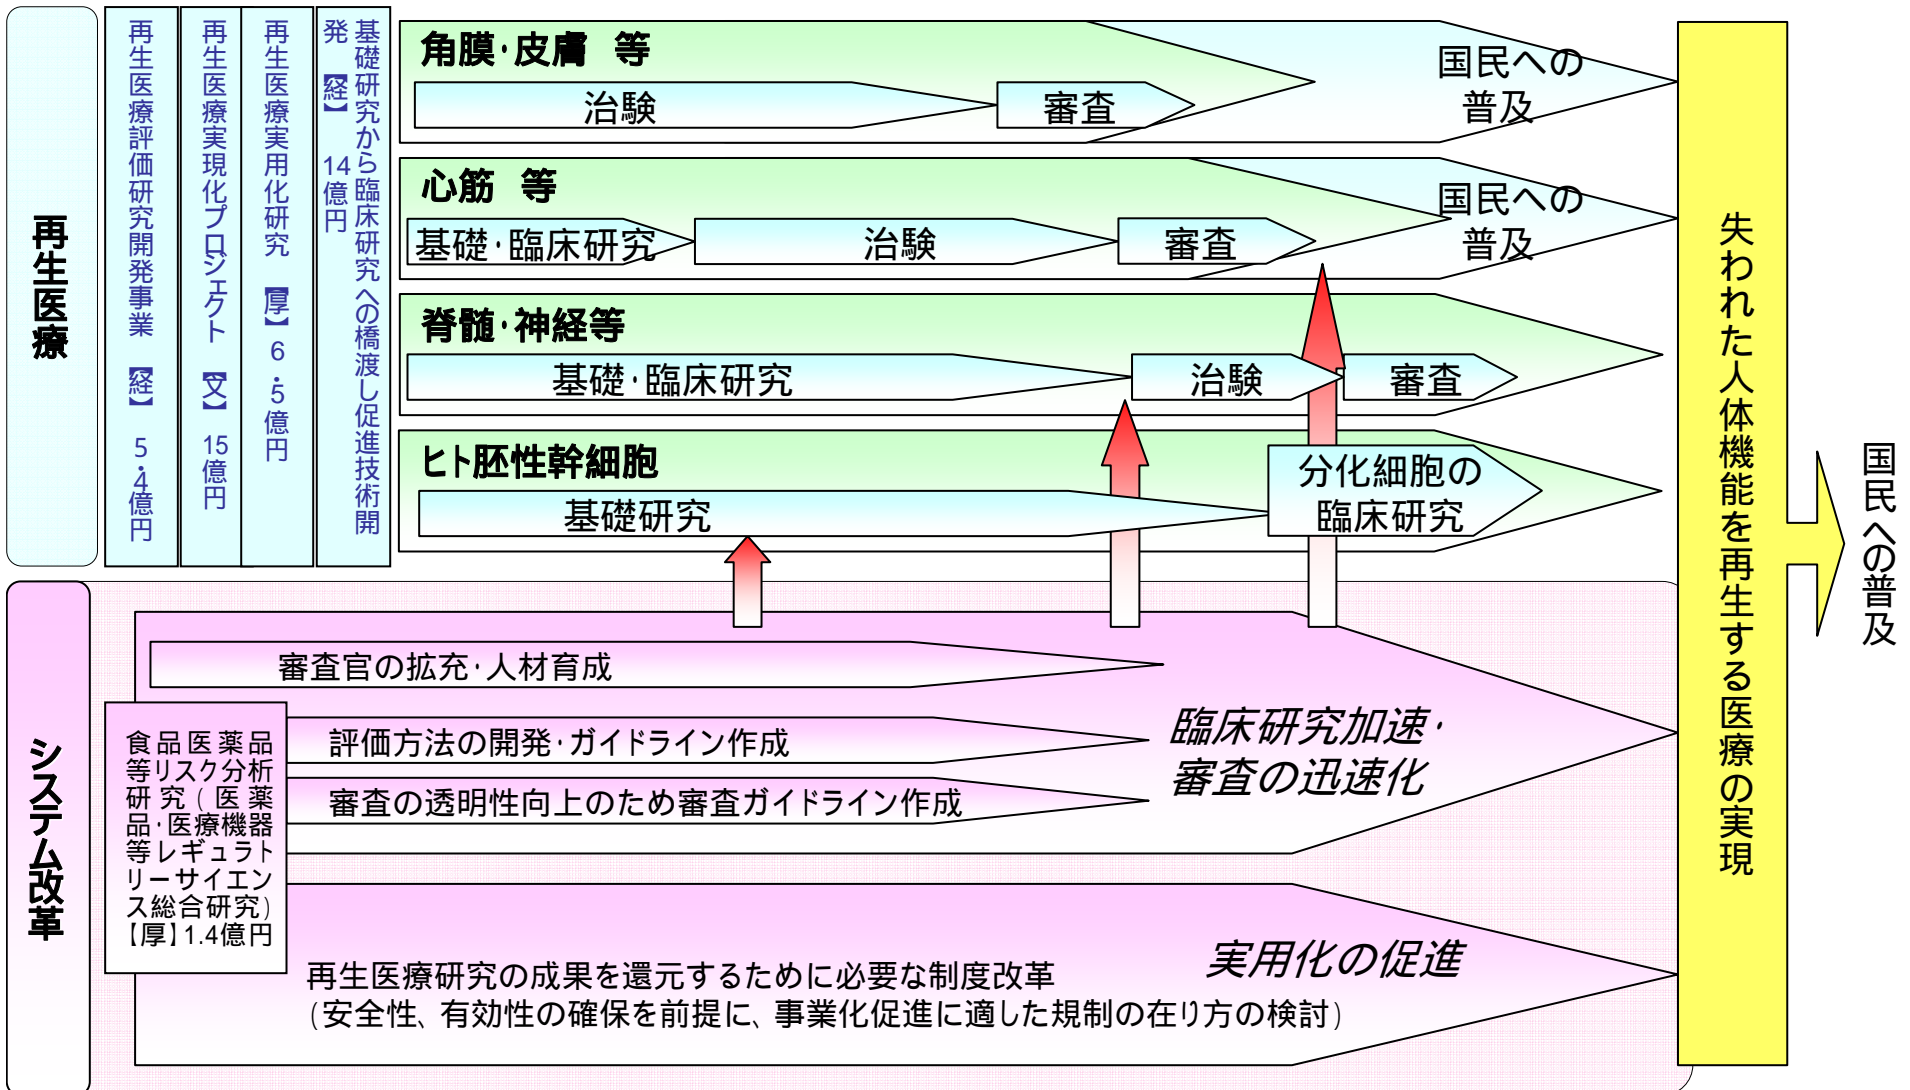 再生医療
再生医療評価研究開発事業 【経】 5.4億円
再生医療実現化プロジェクト 【文】 15億円
再生医療実用化研究 【厚】 6.5億円
基礎研究から臨床研究への橋渡し促進技術開
発 【経】 14億円
角膜・皮膚 等
治験
審査
国民への
普及
心筋 等
基礎・臨床研究
治験
審査
国民への
普及
脊髄・神経等
基礎・臨床研究
治験
審査
ヒト胚性幹細胞
基礎研究
分化細胞の
臨床研究
システム改革
審査官の拡充・人材育成
食品医薬品
等リスク分析
研究(医薬
品・医療機器
等レギュラト
リーサイエン
ス総合研究)
【厚】1.4億円
評価方法の開発・ガイドライン作成
審査の透明性向上のため審査ガイドライン作成
臨床研究加速・
審査の迅速化
実用化の促進
再生医療研究の成果を還元するために必要な制度改革
(安全性、有効性の確保を前提に、事業化促進に適した規制の在り方の検討)
失われた人体機能を再生する医療の実現
国民への普及